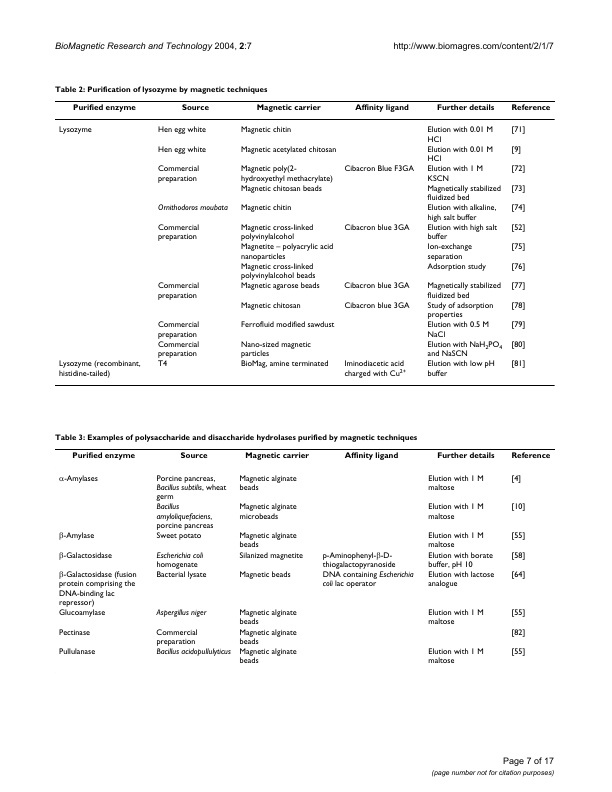 BioMagnetic Research and Technology 2004, 2:7 http://www.biomagres.com/content/2/1/7
Table 2: Purification of lysozyme by magnetic techniques
Purified enzyme Source Magnetic carrier Affinity ligand Further details Reference
Lysozyme Hen egg white Magnetic chitin Elution with 0.01 M [71]
HCl
Hen egg white Magnetic acetylated chitosan Elution with 0.01 M [9]
HCl
Commercial Magnetic poly(2- Cibacron Blue F3GA Elution with 1 M [72]
preparation hydroxyethyl methacrylate) KSCN
Magnetic chitosan beads Magnetically stabilized [73]
fluidized bed
Ornithodoros moubata Magnetic chitin Elution with alkaline, [74]
high salt buffer
Commercial Magnetic cross-linked Cibacron blue 3GA Elution with high salt [52]
preparation polyvinylalcohol buffer
Magnetite – polyacrylic acid Ion-exchange [75]
nanoparticles separation
Magnetic cross-linked Adsorption study [76]
polyvinylalcohol beads
Commercial Magnetic agarose beads Cibacron blue 3GA Magnetically stabilized [77]
preparation fluidized bed
Magnetic chitosan Cibacron blue 3GA Study of adsorption [78]
properties
Commercial Ferrofluid modified sawdust Elution with 0.5 M [79]
preparation NaCl
Commercial Nano-sized magnetic Elution with NaH2PO4 [80]
preparation particles and NaSCN
Lysozyme (recombinant, T4 BioMag, amine terminated Iminodiacetic acid Elution with low pH [81]
histidine-tailed) charged with Cu2+ buffer
Table 3: Examples of polysaccharide and disaccharide hydrolases purified by magnetic techniques
Purified enzyme Source Magnetic carrier Affinity ligand Further details Reference
α-Amylases Porcine pancreas, Magnetic alginate Elution with 1 M [4]
Bacillus subtilis, wheat beads maltose
germ
Bacillus Magnetic alginate Elution with 1 M [10]
amyloliquefaciens, microbeads maltose
porcine pancreas
β-Amylase Sweet potato Magnetic alginate Elution with 1 M [55]
beads maltose
β-Galactosidase Escherichia coli Silanized magnetite p-Aminophenyl-β-D- Elution with borate [58]
homogenate thiogalactopyranoside buffer, pH 10
β-Galactosidase (fusion Bacterial lysate Magnetic beads DNA containing Escherichia Elution with lactose [64]
protein comprising the coli lac operator analogue
DNA-binding lac
repressor)
Glucoamylase Aspergillus niger Magnetic alginate Elution with 1 M [55]
beads maltose
Pectinase Commercial Magnetic alginate [82]
preparation beads
Pullulanase Bacillus acidopullulyticus Magnetic alginate Elution with 1 M [55]
beads maltose
Page 7 of 17
(page number not for citation purposes)